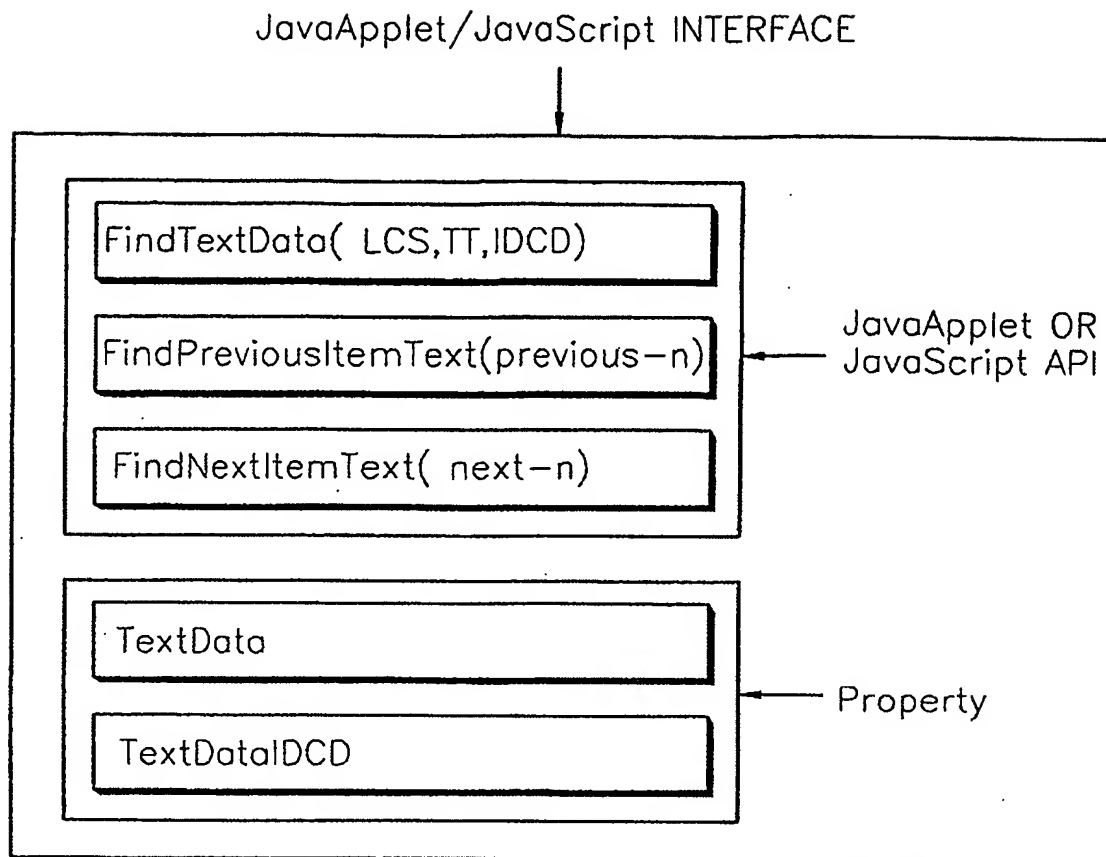 JavaApplet/JavaScript INTERFACE
FindTextData( LCS,TT,IDCD)
FindPreviousItemText(previous-n)
JavaApplet OR
JavaScript API
FindNextItemText( next-n)
TextData
Property
TextDataIDCD